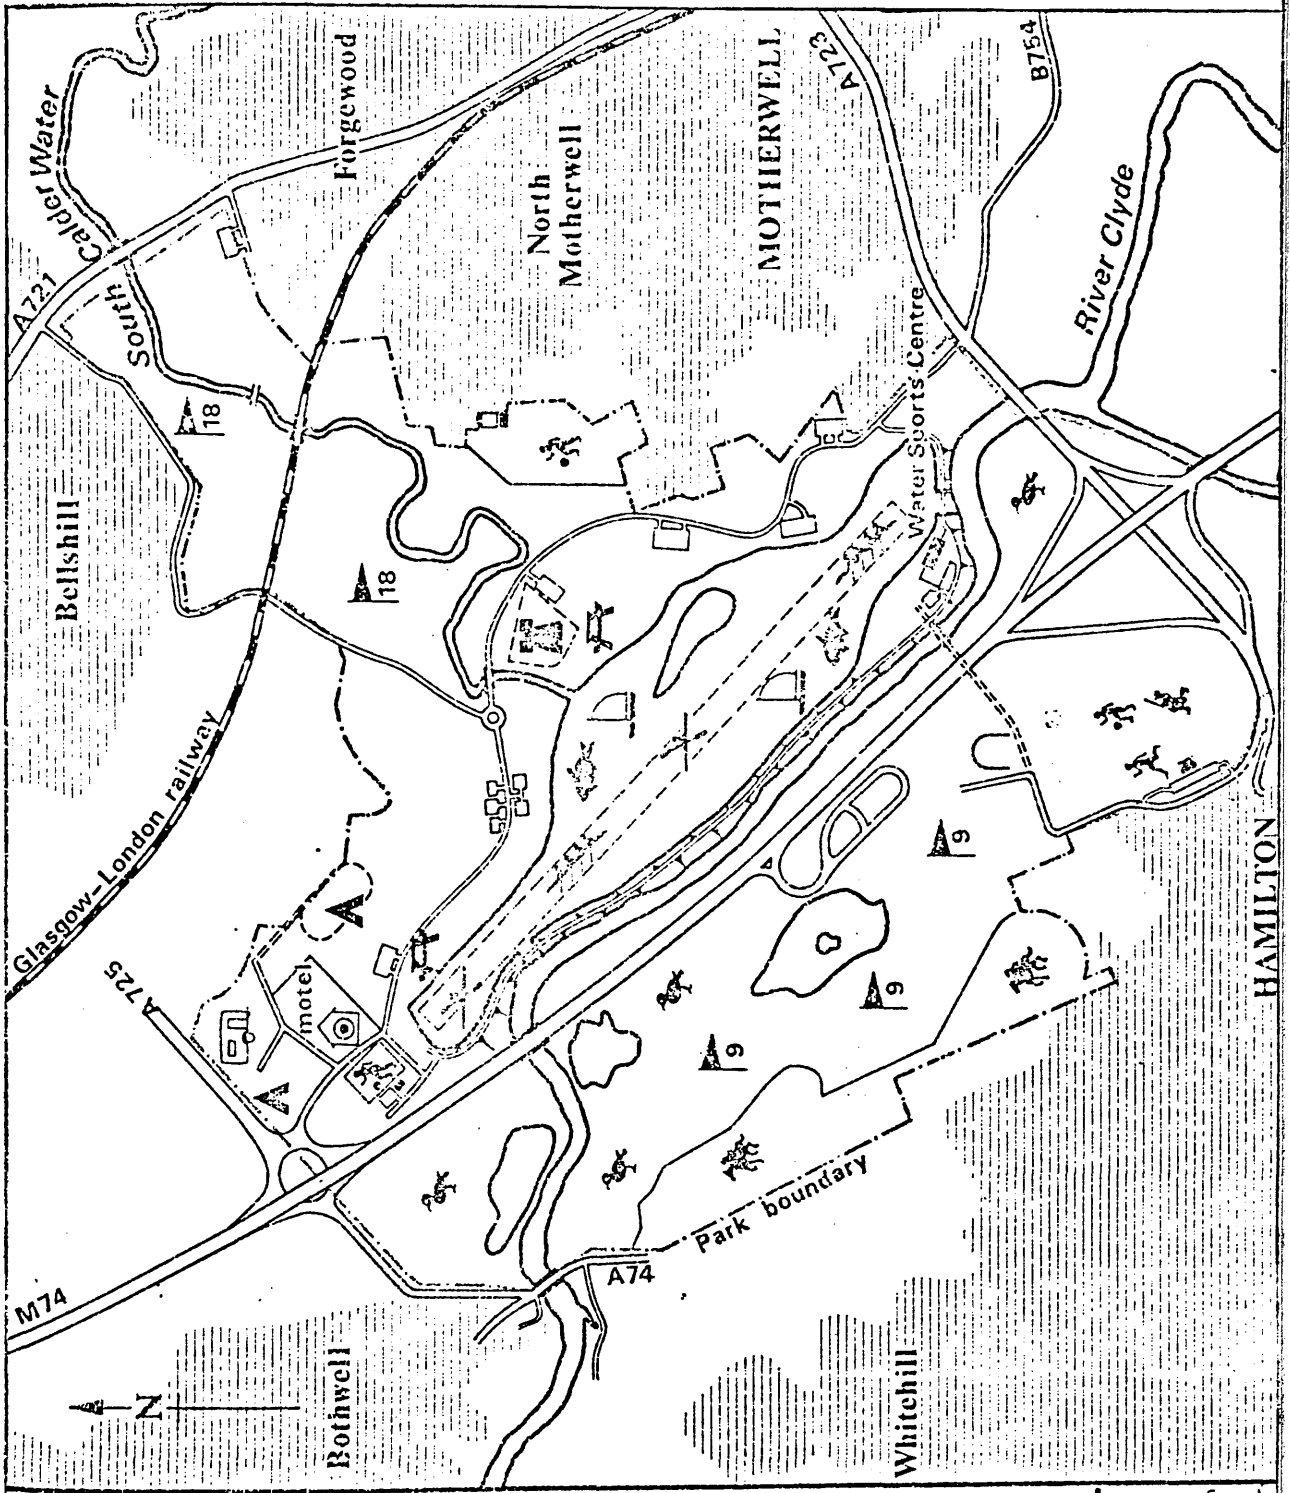 South Calder Water
Forgewood
A723
B754
A721
North
Motherwell
MOTHERWELL
River Clyde
Water Sports Centre
18
18
Bellshill
Glasgow-London railway
A725
motel
9
9
9
HAMILTON
Park boundary
A74
M74
N
Bothwell
Whitehill